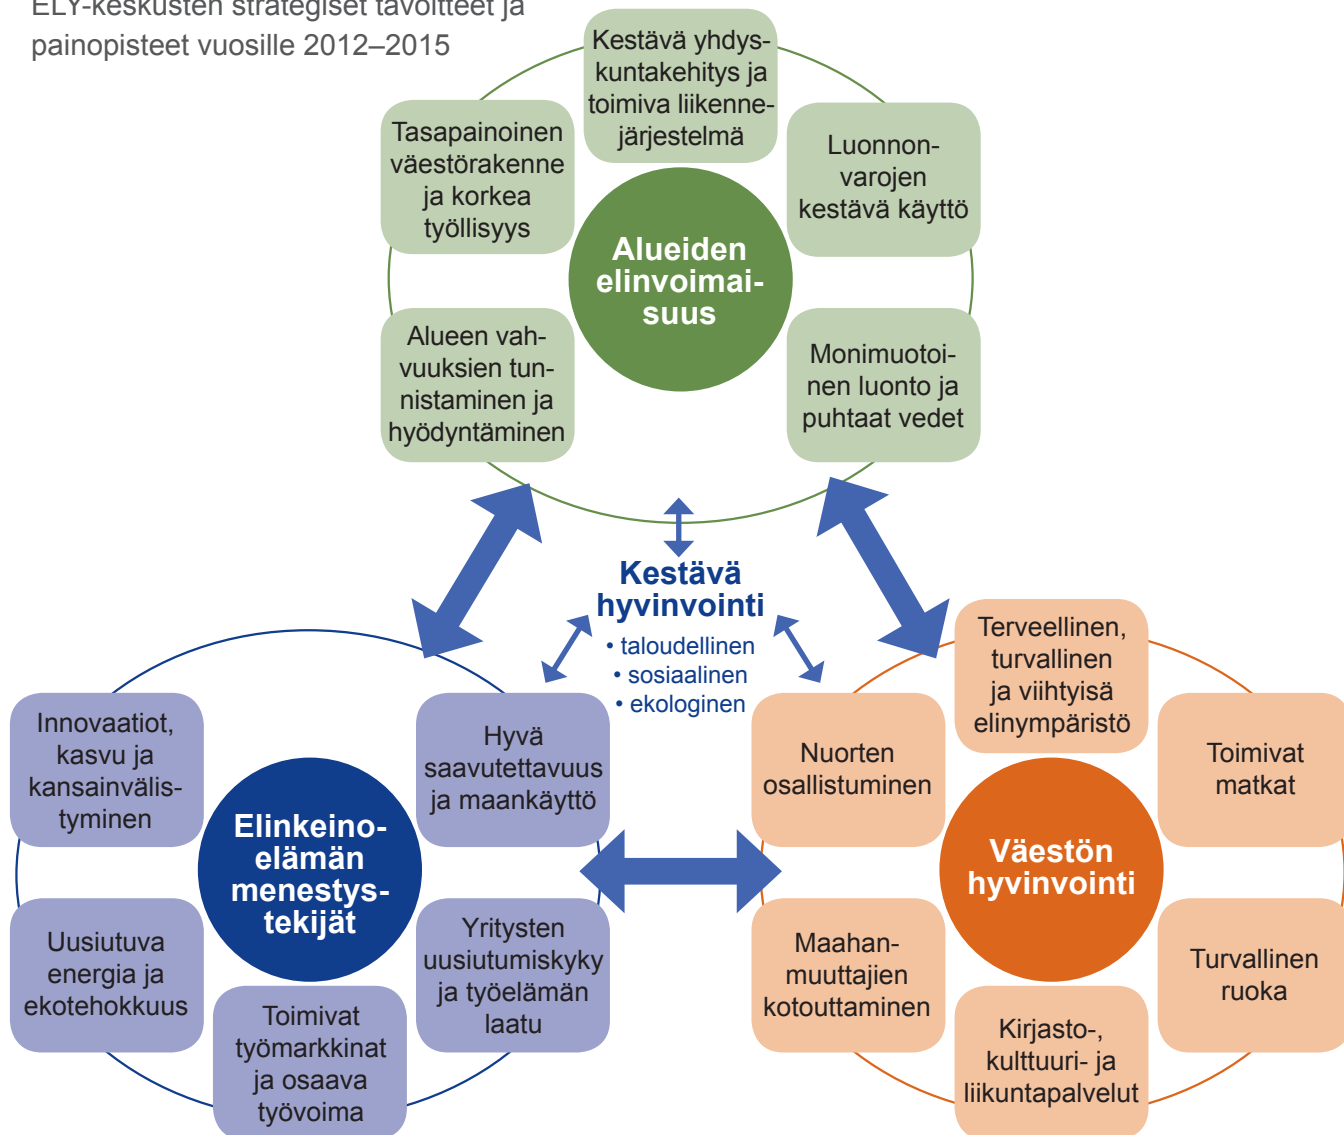 ELY-keskusten strategiset tavoitteet ja
painopisteet vuosille 2012–2015
Kestävä yhdys-
kuntakehitys ja
toimiva liikenne-
järjestelmä
Tasapainoinen
väestörakenne
ja korkea
työllisyys
Luonnon-
varojen
kestävä käyttö
Alueiden
elinvoimai-
suus
Alueen vah-
vuuksien tun-
nistaminen ja
hyödyntäminen
Monimuotoi-
nen luonto ja
puhtaat vedet
Kestävä
hyvinvointi
• taloudellinen
• sosiaalinen
• ekologinen
Innovaatiot,
kasvu ja
kansainvälis-
tyminen
Hyvä
saavutettavuus
ja maankäyttö
Elinkeino-
elämän
menestys-
tekijät
Uusiutuva
energia ja
ekotehokkuus
Yritysten
uusiutumiskyky
ja työelämän
laatu
Toimivat
työmarkkinat
ja osaava
työvoima
Terveellinen,
turvallinen
ja viihtyisä
elinympäristö
Nuorten
osallistuminen
Toimivat
matkat
Väestön
hyvinvointi
Maahan-
muuttajien
kotouttaminen
Turvallinen
ruoka
Kirjasto-,
kulttuuri- ja
liikuntapalvelut